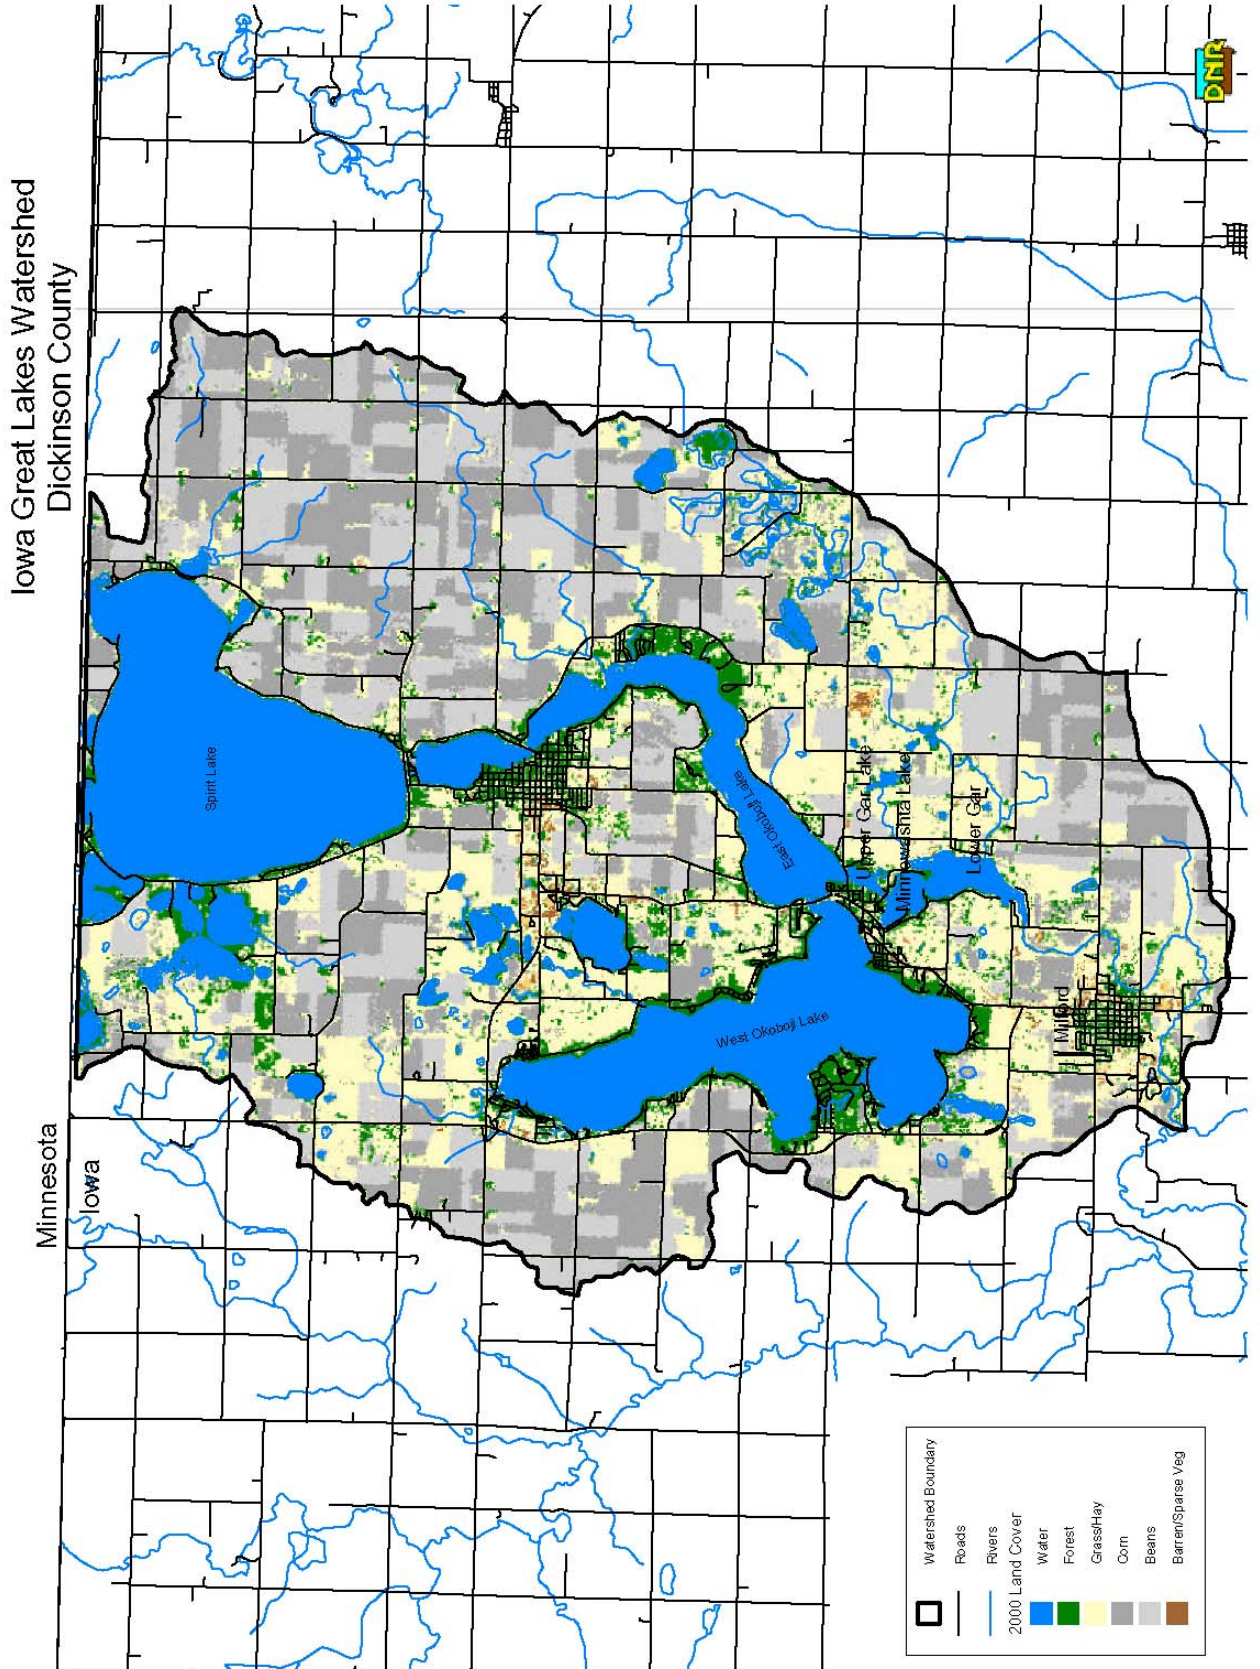 Iowa Great Lakes Watershed
Dickinson County
Minnesota
Iowa
Spirit Lake
East Okoboji Lake
Upper Gar Lake
Minnewashta Lake
Lower Gar
West Okoboji Lake
Milford
Watershed Boundary
Roads
Rivers
2000 Land Cover
Water
Forest
Grass/Hay
Corn
Beans
Barren/Sparse Veg
DNR